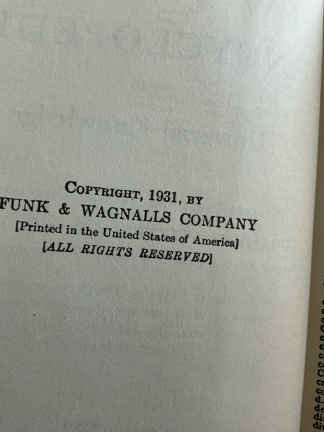 COPYRIGHT, 1931, BY
FUNK & WAGNALLS COMPANY
[Printed in the United States of America]
[ALL RIGHTS RESERVED]